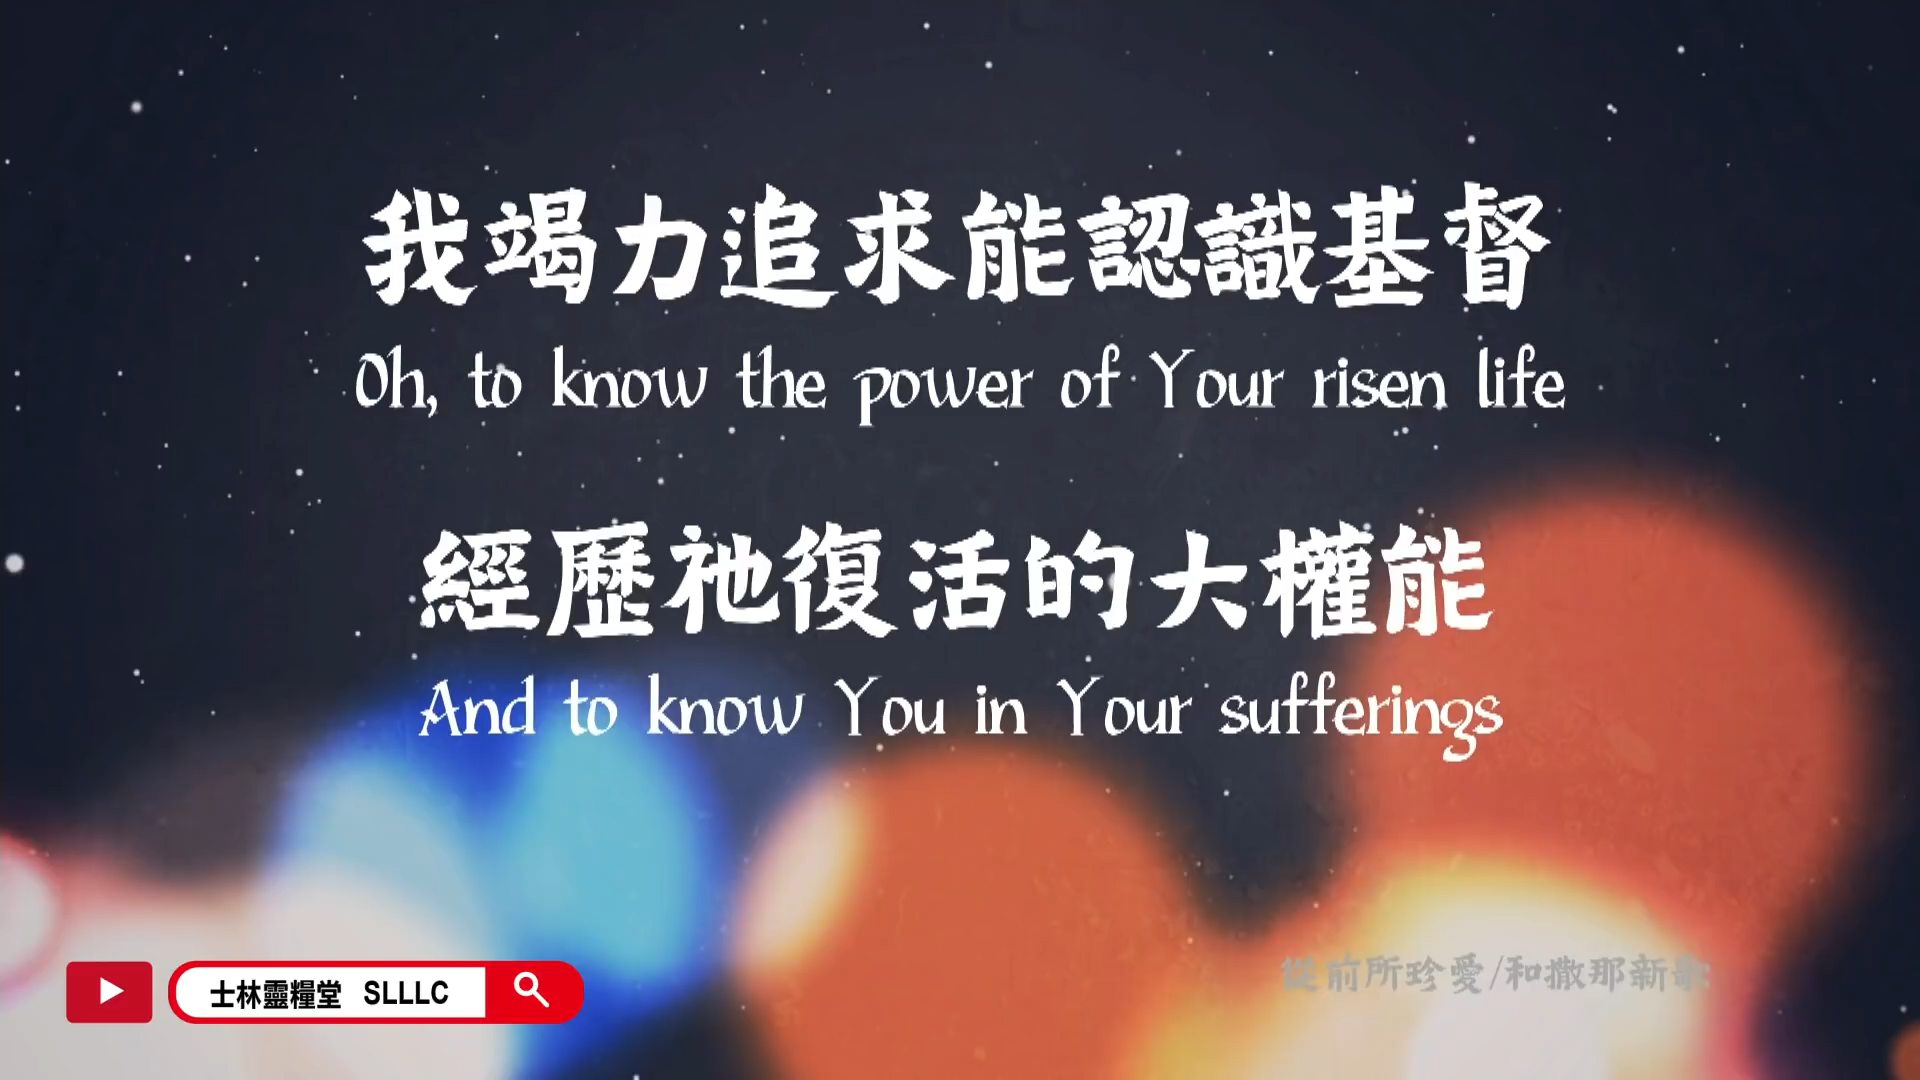 我竭力追求能認識基督
Oh, to know the power of Your risen life
經歷祂復活的大權能
And to know You in Your sufferings
從前所珍愛/和撒那新歌
士林靈糧堂 SLLLC